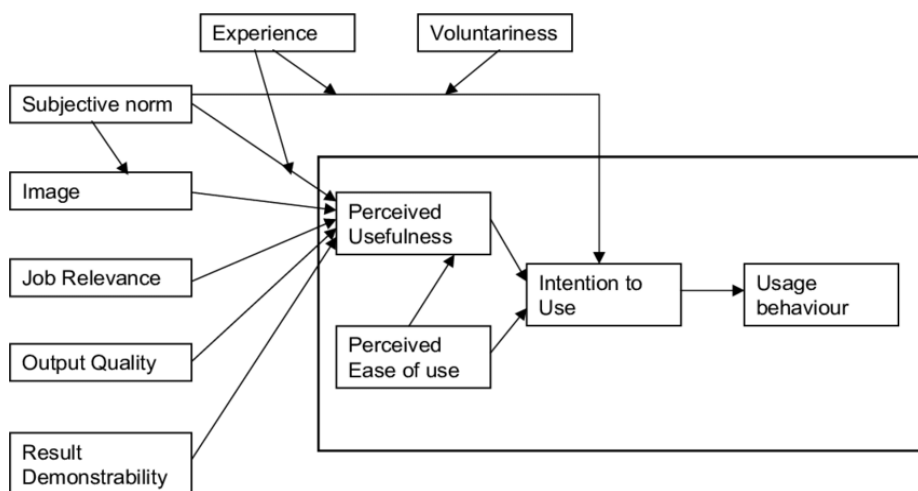 Experience
Voluntariness
Subjective norm
Image
Perceived
Usefulness
Job Relevance
Intention to
Use
Usage
behaviour
Perceived
Ease of use
Output Quality
Result
Demonstrability